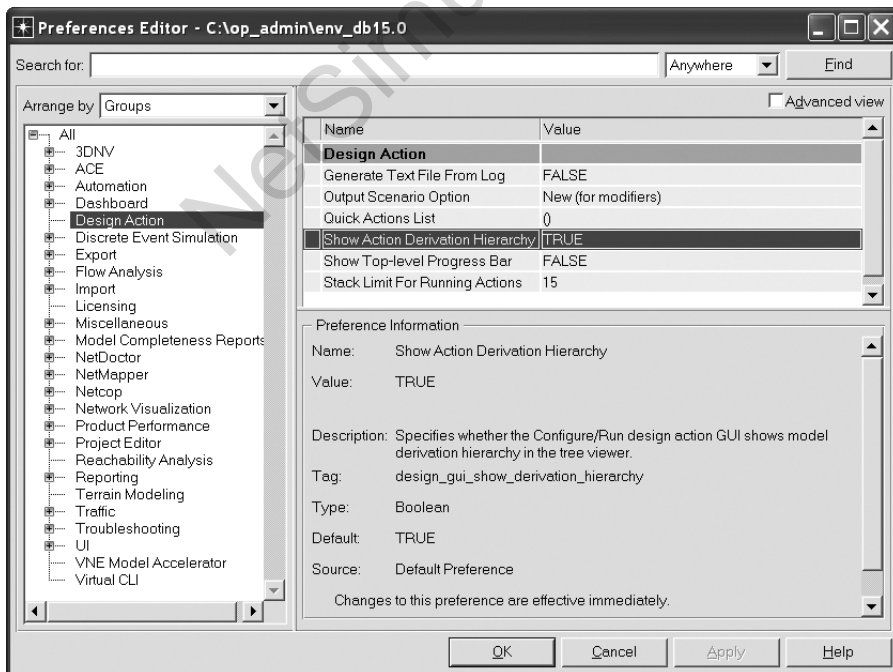 Preferences Editor - C:\op_admin\env_db15.0
Search for:
Anywhere
Find
Arrange by
Groups
Advanced view
All
3DNV
ACE
Automation
Dashboard
Design Action
Discrete Event Simulation
Export
Flow Analysis
Import
Licensing
Miscellaneous
Model Completeness Reports
NetDoctor
NetMapper
Netcop
Network Visualization
Product Performance
Project Editor
Reachability Analysis
Reporting
Terrain Modeling
Traffic
Troubleshooting
UI
VNE Model Accelerator
Virtual CLI
Name Value
Design Action
Generate Text File From Log FALSE
Output Scenario Option New (for modifiers)
Quick Actions List ()
Show Action Derivation Hierarchy TRUE
Show Top-level Progress Bar FALSE
Stack Limit For Running Actions 15
Preference Information
Name: Show Action Derivation Hierarchy
Value: TRUE
Description: Specifies whether the Configure/Run design action GUI shows model
derivation hierarchy in the tree viewer.
Tag: design_gui_show_derivation_hierarchy
Type: Boolean
Default: TRUE
Source: Default Preference
Changes to this preference are effective immediately.
OK
Cancel
Apply
Help